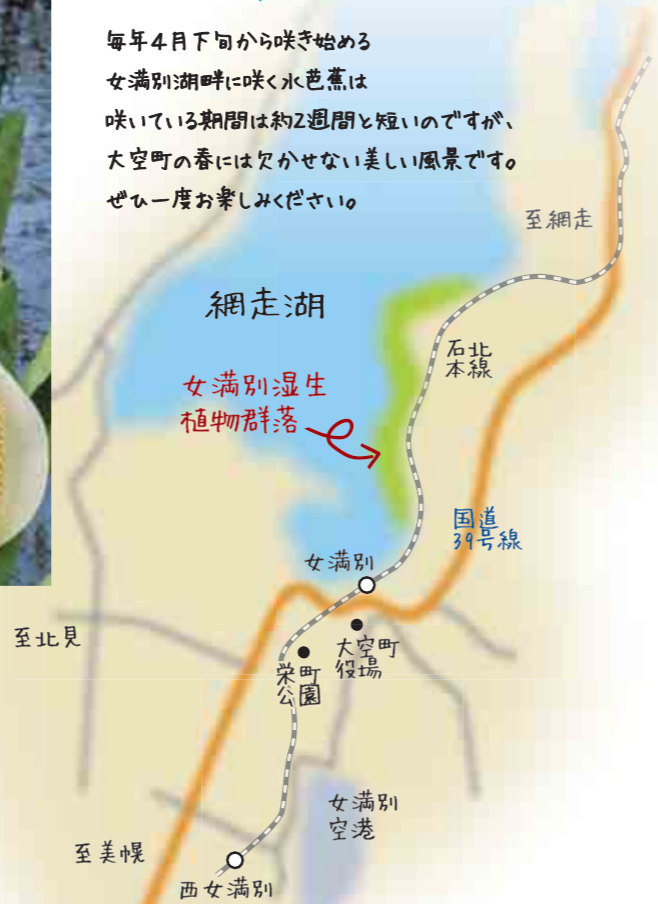 毎年4月下旬から咲き始める
女満別湖畔に咲く水芭蕉は
咲いている期間は約2週間と短いのですが、
大空町の春には欠かせない美しい風景です。
ぜひ一度お楽しみください。
至網走
網走湖
石北
本線
女満別湿生
植物群落
国道
39号線
女満別
至北見
大空町
役場
栄町
公園
女満別
空港
至美幌
西女満別